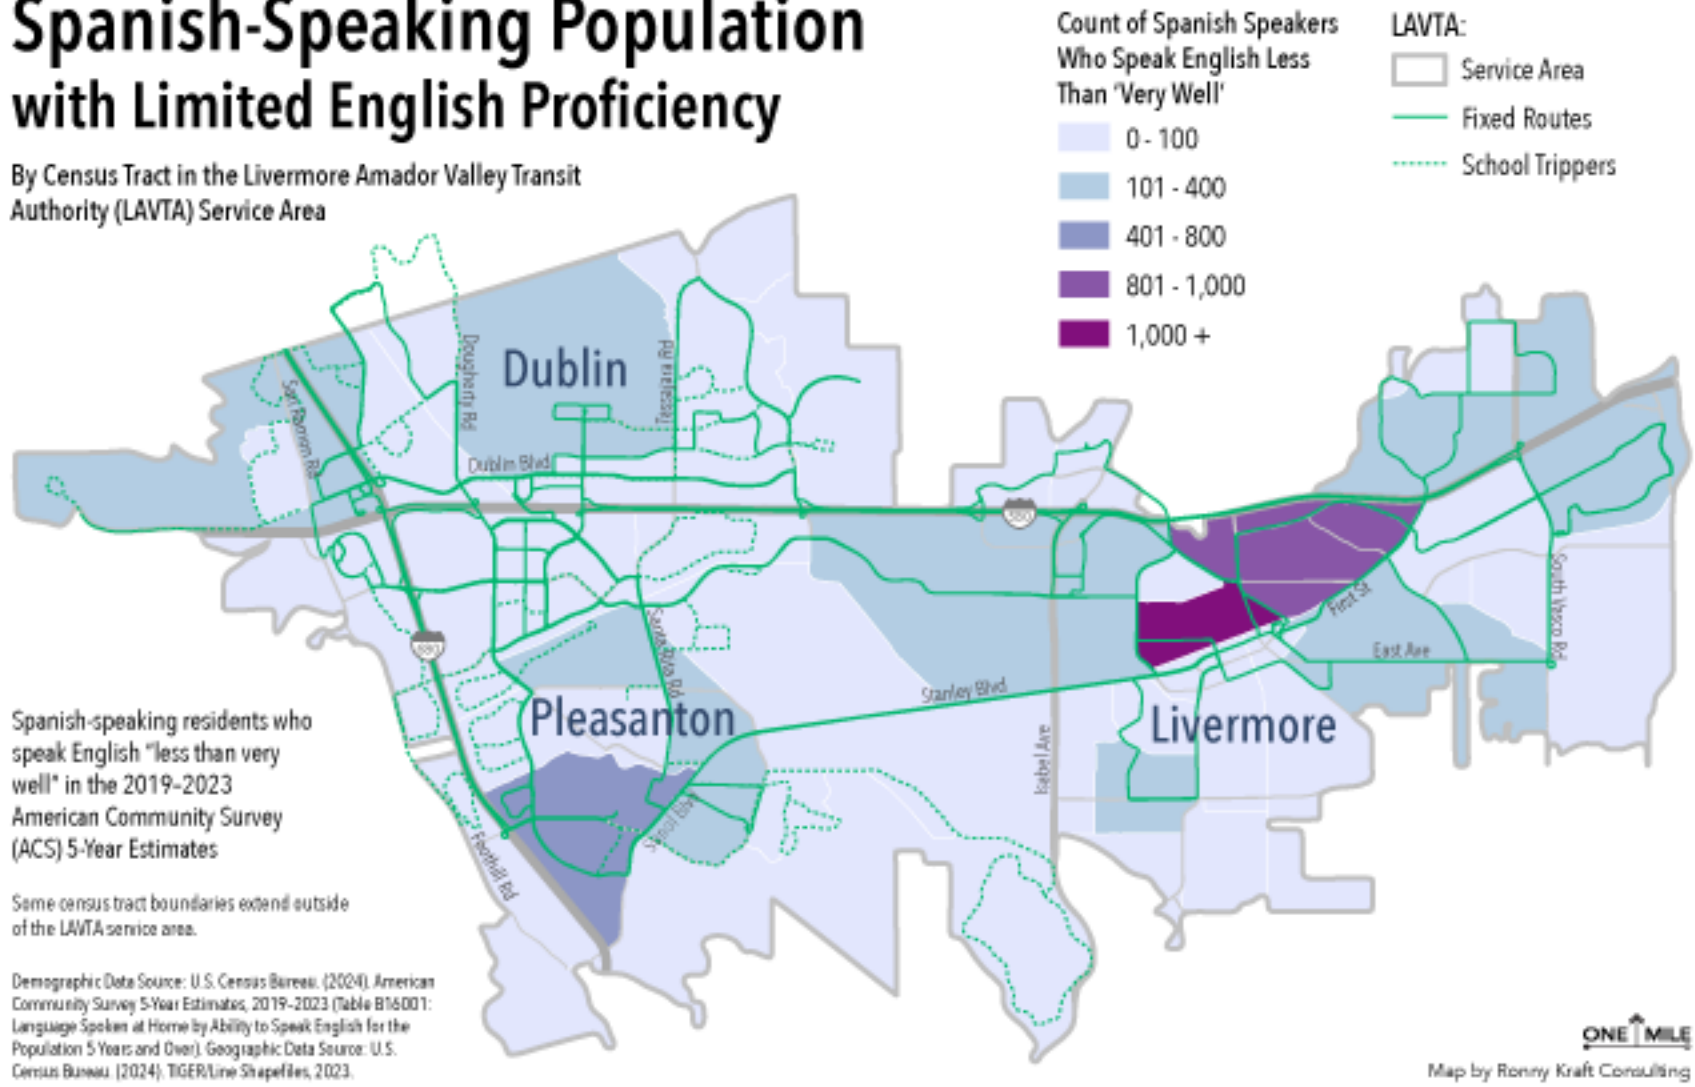 Spanish-Speaking Population
with Limited English Proficiency
By Census Tract in the Livermore Amador Valley Transit
Authority (LAVTA) Service Area
Count of Spanish Speakers
Who Speak English Less
Than 'Very Well'
0 - 100
101 - 400
401 - 800
801 - 1,000
1,000 +
LAVTA:
Service Area
Fixed Routes
School Trippers
Dublin
San Ramon Rd
Dougherty Rd
Tassajara Rd
Dublin Blvd
580
680
Santa Rita Rd
Pleasanton
Stanley Blvd
Isabel Ave
Livermore
First St
East Ave
South Vasco Rd
Sunol Blvd
Foothill Rd
Spanish-speaking residents who
speak English "less than very
well" in the 2019–2023
American Community Survey
(ACS) 5-Year Estimates
Some census tract boundaries extend outside
of the LAVTA service area.
Demographic Data Source: U.S. Census Bureau. (2024). American
Community Survey 5-Year Estimates, 2019–2023 (Table B16001:
Language Spoken at Home by Ability to Speak English for the
Population 5 Years and Over). Geographic Data Source: U.S.
Census Bureau. (2024). TIGER/Line Shapefiles, 2023.
ONE MILE
Map by Ronny Kraft Consulting